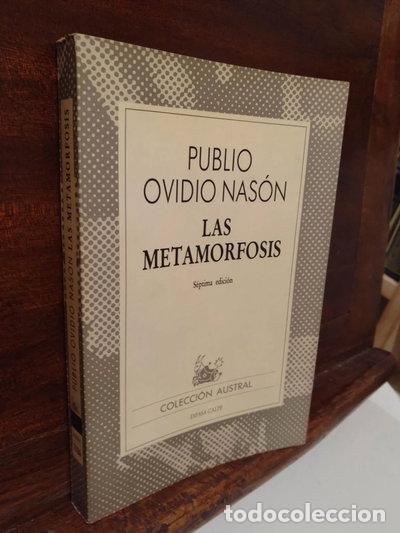 PUBLIO
OVIDIO NASÓN
LAS
METAMORFOSIS
Séptima edición
COLECCIÓN AUSTRAL
ESPASA CALPE
PUBLIO OVIDIO NASÓN LAS METAMORFOSIS
todocoleccion